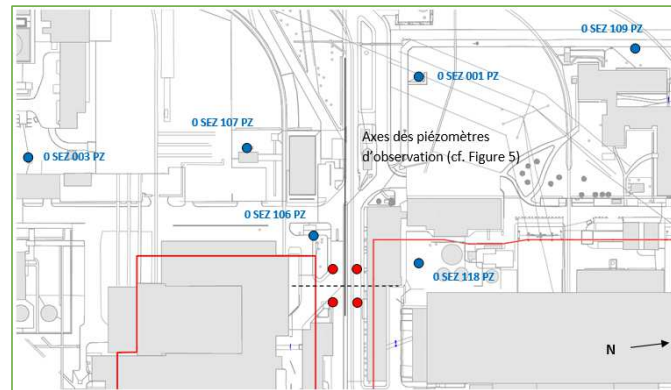 0 SEZ 109 PZ
0 SEZ 001 PZ
0 SEZ 107 PZ
Axes des piézomètres
d'observation (cf. Figure 5)
0 SEZ 003 PZ
0 SEZ 106 PZ
0 SEZ 118 PZ
N